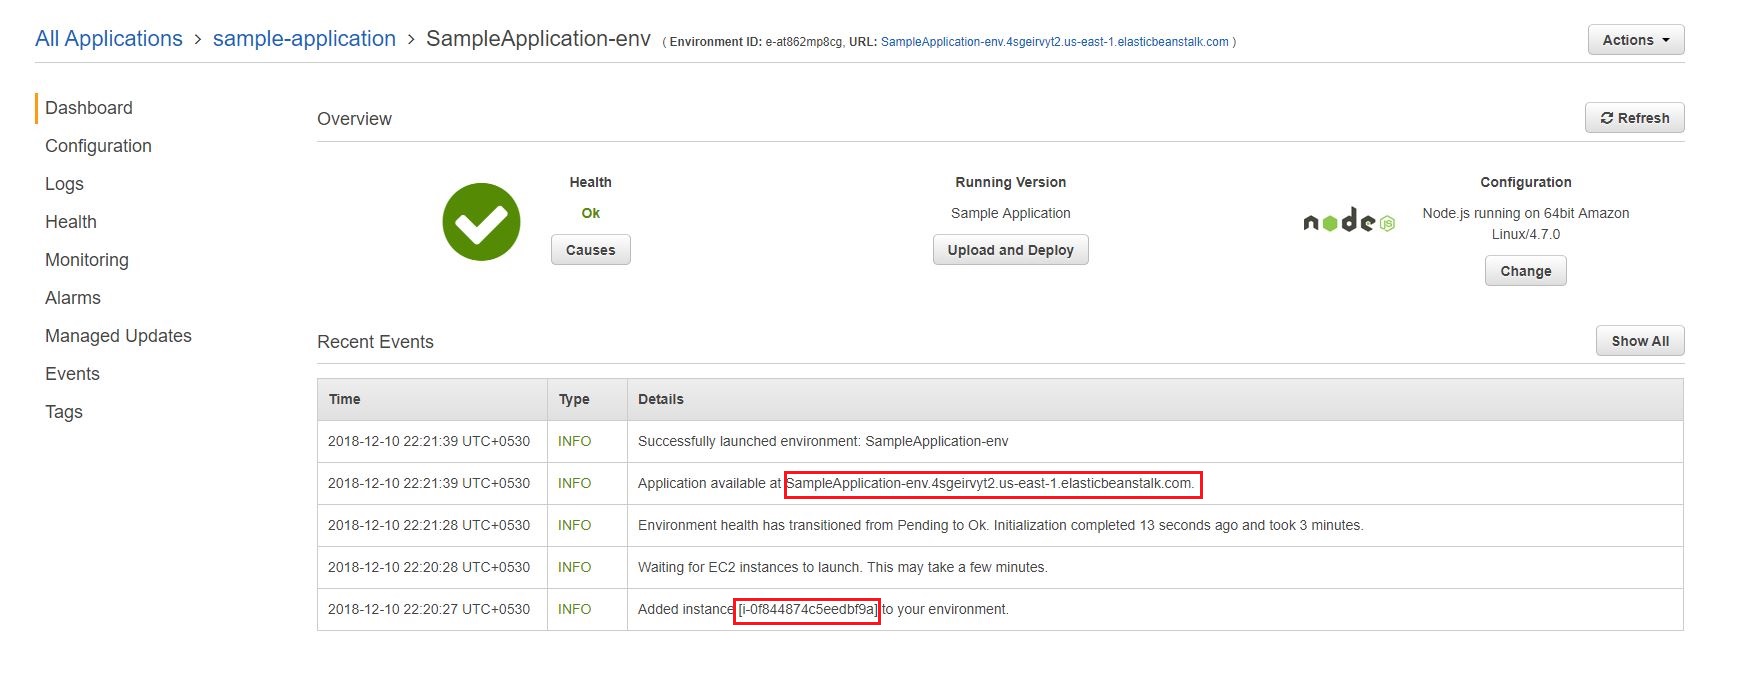 All Applications > sample-application > SampleApplication-env ( Environment ID: e-at862mp8cg, URL: SampleApplication-env.4sgeirvyt2.us-east-1.elasticbeanstalk.com )
Actions
Dashboard
Configuration
Logs
Health
Monitoring
Alarms
Managed Updates
Events
Tags
Overview
Refresh
Health
Ok
Causes
Running Version
Sample Application
Upload and Deploy
node JS
Configuration
Node.js running on 64bit Amazon
Linux/4.7.0
Change
Recent Events
Show All
Time Type Details
2018-12-10 22:21:39 UTC+0530 INFO Successfully launched environment: SampleApplication-env
2018-12-10 22:21:39 UTC+0530 INFO Application available at SampleApplication-env.4sgeirvyt2.us-east-1.elasticbeanstalk.com.
2018-12-10 22:21:28 UTC+0530 INFO Environment health has transitioned from Pending to Ok. Initialization completed 13 seconds ago and took 3 minutes.
2018-12-10 22:20:28 UTC+0530 INFO Waiting for EC2 instances to launch. This may take a few minutes.
2018-12-10 22:20:27 UTC+0530 INFO Added instance [i-0f844874c5eedbf9a] to your environment.